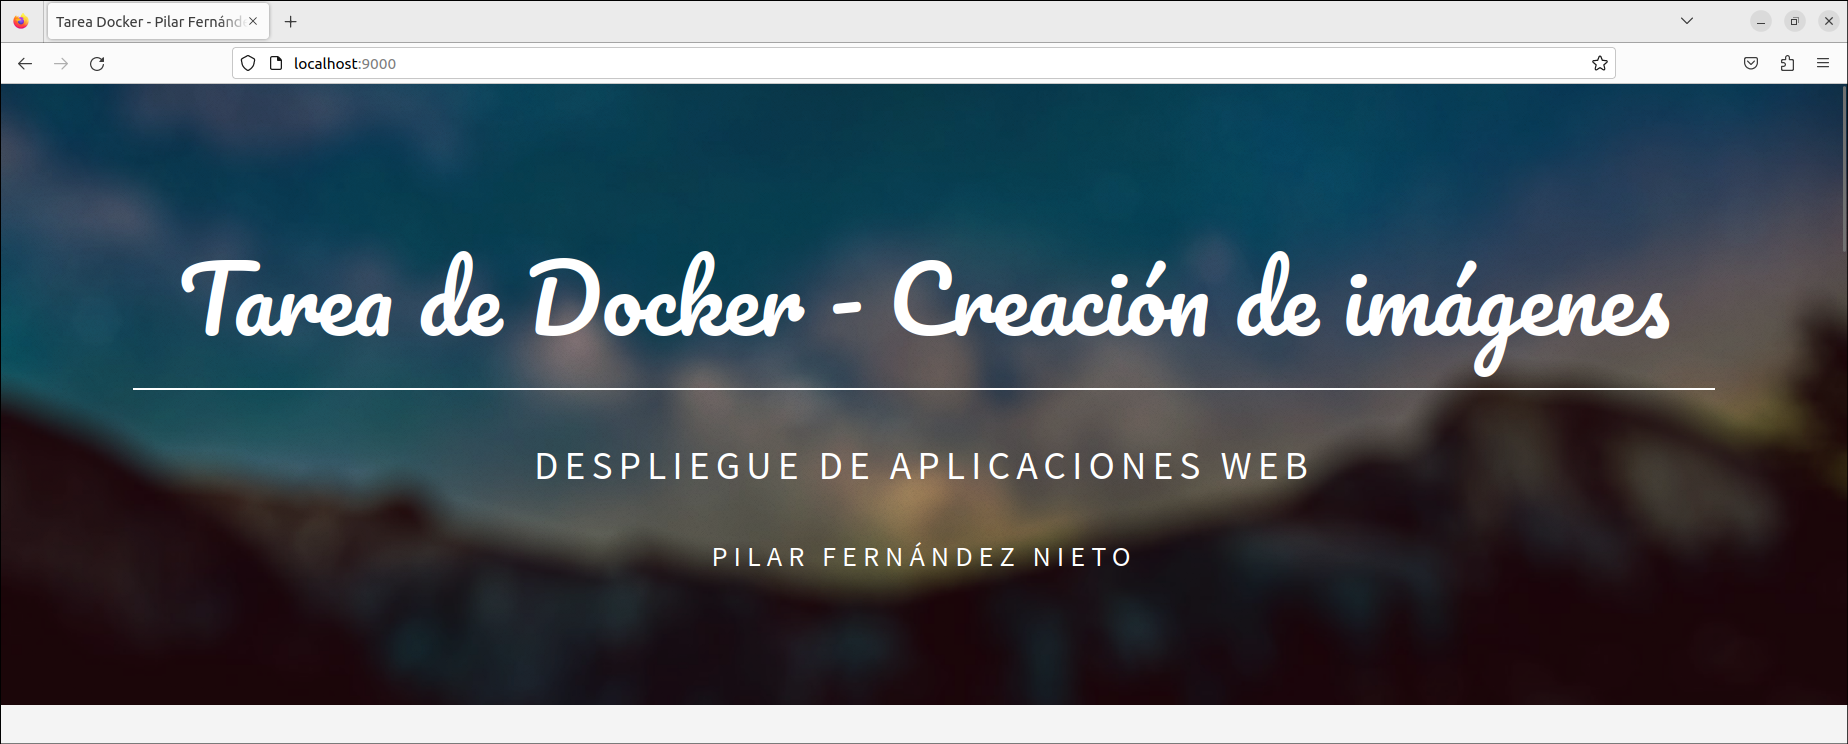 Tarea Docker - Pilar Fernánd
localhost:9000
Tarea de Docker - Creación de imágenes
DESPLIEGUE DE APLICACIONES WEB
PILAR FERNÁNDEZ NIETO